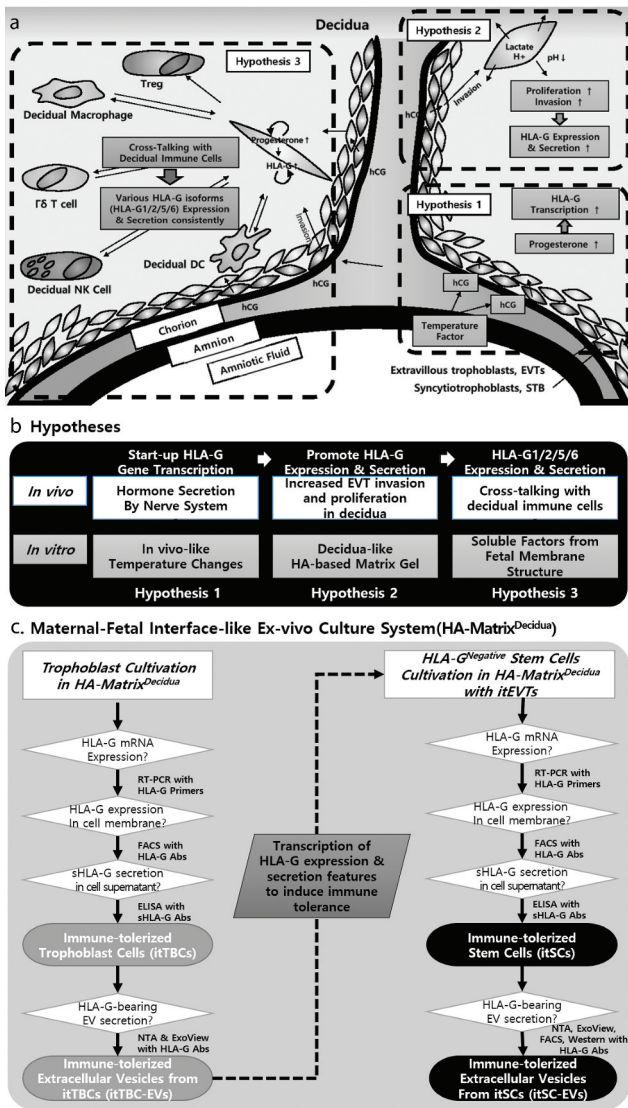 a
Decidua
Hypothesis 3
Treg
Decidual Macrophage
Cross-Talking with
Decidual Immune Cells
Progesterone ↑
HLA-G ↑
ΓΒ T cell
Various HLA-G isoforms
(HLA-G1/2/5/6) Expression
& Secretion consistently
Decidual NK Cell
Decidual DC
Invasion
hCG
hCG
hCG
hCG
Chorion
Amnion
Amniotic Fluid
Hypothesis 2
Lactate
H+
pH ↓
Invasion
hCG
Proliferation ↑
Invasion ↑
HLA-G Expression
& Secretion ↑
Hypothesis 1
HLA-G
Transcription ↑
Progesterone ↑
hCG
hCG
Temperature
Factor
hCG
Extravillous trophoblasts, EVTs
Syncytiotrophoblasts, STB
b Hypotheses
Start-up HLA-G
Gene Transcription
Promote HLA-G
Expression & Secretion
HLA-G1/2/5/6
Expression & Secretion
In vivo
Hormone Secretion
By Nerve System
Increased EVT invasion
and proliferation
in decidua
Cross-talking with
decidual immune cells
In vitro
In vivo-like
Temperature Changes
Decidua-like
HA-based Matrix Gel
Soluble Factors from
Fetal Membrane
Structure
Hypothesis 1
Hypothesis 2
Hypothesis 3
c. Maternal-Fetal Interface-like Ex-vivo Culture System(HA-Matrix^Decidua)
Trophoblast Cultivation
in HA-Matrix^Decidua
HLA-G mRNA
Expression?
RT-PCR with
HLA-G Primers
HLA-G expression
In cell membrane?
FACS with
HLA-G Abs
sHLA-G secretion
in cell supernatant?
ELISA with
sHLA-G Abs
Immune-tolerized
Trophoblast Cells (itTBCs)
HLA-G-bearing
EV secretion?
NTA & ExoView
with HLA-G Abs
Immune-tolerized
Extracellular Vesicles from
itTBCs (itTBC-EVs)
Transcription of
HLA-G expression &
secretion features
to induce immune
tolerance
HLA-G^Negative Stem Cells
Cultivation in HA-Matrix^Decidua
with itEVTs
HLA-G mRNA
Expression?
RT-PCR with
HLA-G Primers
HLA-G expression
In cell membrane?
FACS with
HLA-G Abs
sHLA-G secretion
in cell supernatant?
ELISA with
sHLA-G Abs
Immune-tolerized
Stem Cells (itSCs)
HLA-G-bearing
EV secretion?
NTA, ExoView,
FACS, Western with
HLA-G Abs
Immune-tolerized
Extracellular Vesicles
From itSCs (itSC-EVs)